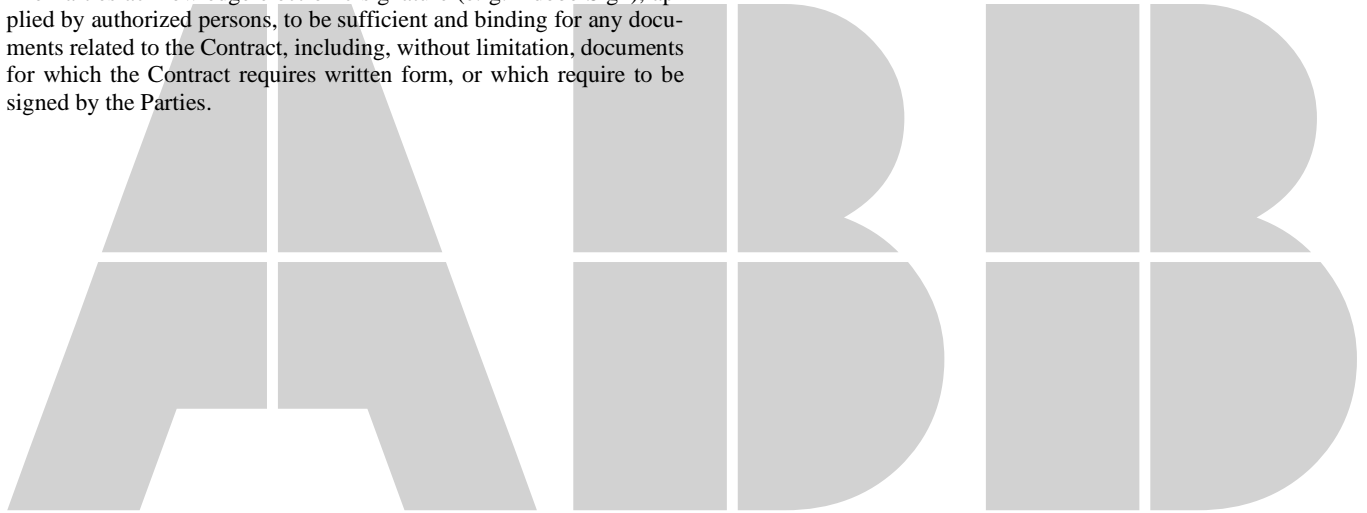 plied by authorized persons, to be sufficient and binding for any docu-
ments related to the Contract, including, without limitation, documents
for which the Contract requires written form, or which require to be
signed by the Parties.
ABB